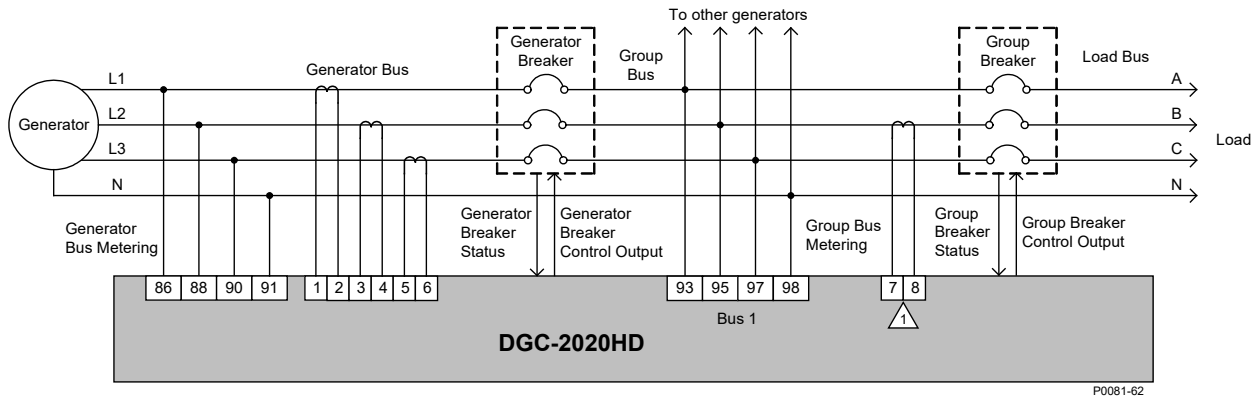 To other generators
Generator
Breaker
Group
Bus
Group
Breaker
Load Bus
Generator Bus
L1
A
L2
B
Generator
L3
C
Load
N
N
Generator
Bus Metering
Generator
Breaker
Status
Generator
Breaker
Control Output
Group Bus
Metering
Group
Breaker
Status
Group Breaker
Control Output
86 88 90 91 1 2 3 4 5 6 93 95 97 98 7 8
Bus 1
1
DGC-2020HD
P0081-62